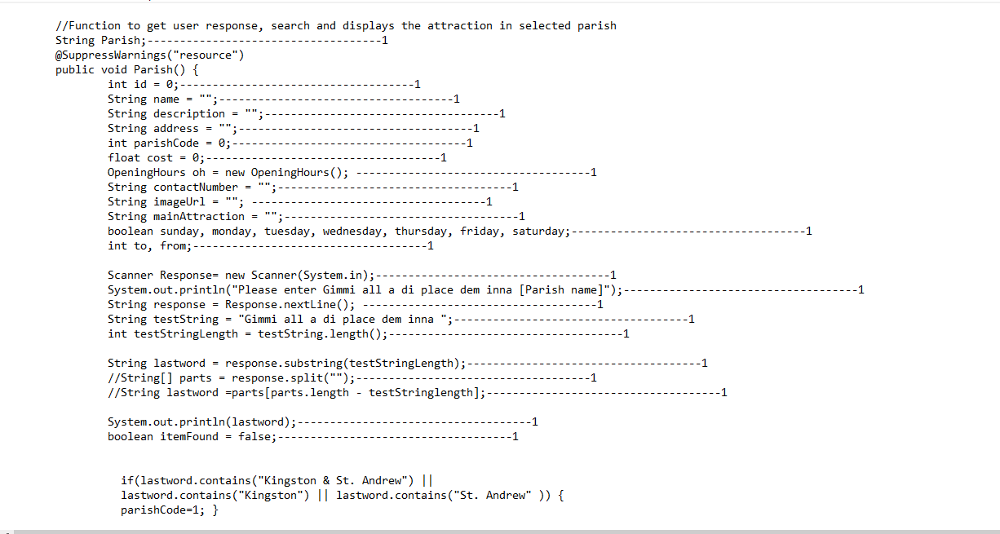 //Function to get user response, search and displays the attraction in selected parish
String Parish;------------------------------------1
@SuppressWarnings("resource")
public void Parish() {
int id = 0;------------------------------------1
String name = "";------------------------------------1
String description = "";------------------------------------1
String address = "";------------------------------------1
int parishCode = 0;------------------------------------1
float cost = 0;------------------------------------1
OpeningHours oh = new OpeningHours(); ------------------------------------1
String contactNumber = "";------------------------------------1
String imageUrl = ""; ------------------------------------1
String mainAttraction = "";------------------------------------1
boolean sunday, monday, tuesday, wednesday, thursday, friday, saturday;------------------------------------1
int to, from;------------------------------------1
Scanner Response= new Scanner(System.in);------------------------------------1
System.out.println("Please enter Gimmi all a di place dem inna [Parish name]");------------------------------------1
String response = Response.nextLine(); ------------------------------------1
String testString = "Gimmi all a di place dem inna ";------------------------------------1
int testStringLength = testString.length();------------------------------------1
String lastword = response.substring(testStringLength);------------------------------------1
//String[] parts = response.split("");------------------------------------1
//String lastword =parts[parts.length - testStringlength];------------------------------------1
System.out.println(lastword);------------------------------------1
boolean itemFound = false;------------------------------------1
if(lastword.contains("Kingston & St. Andrew") ||
lastword.contains("Kingston") || lastword.contains("St. Andrew" )) {
parishCode=1; }